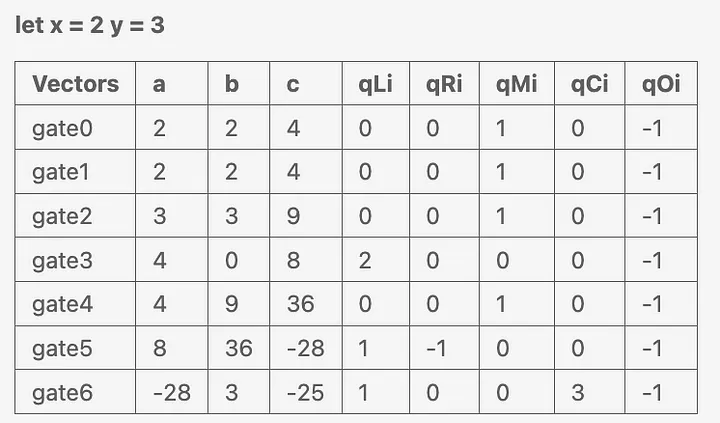 let x = 2 y = 3
Vectors a b c qLi qRi qMi qCi qOi
gate0 2 2 4 0 0 1 0 -1
gate1 2 2 4 0 0 1 0 -1
gate2 3 3 9 0 0 1 0 -1
gate3 4 0 8 2 0 0 0 -1
gate4 4 9 36 0 0 1 0 -1
gate5 8 36 -28 1 -1 0 0 -1
gate6 -28 3 -25 1 0 0 3 -1